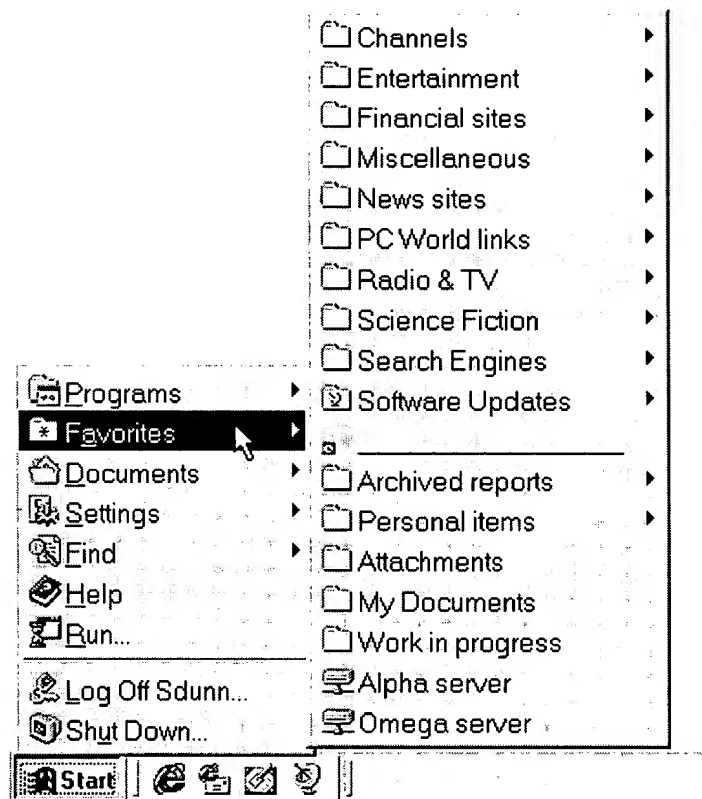 Channels
Entertainment
Financial sites
Miscellaneous
News sites
PC World links
Radio & TV
Science Fiction
Search Engines
Software Updates
Archived reports
Personal items
Attachments
My Documents
Work in progress
Alpha server
Omega server
Programs
Favorites
Documents
Settings
Find
Help
Run...
Log Off Sdunn...
Shut Down...
Start